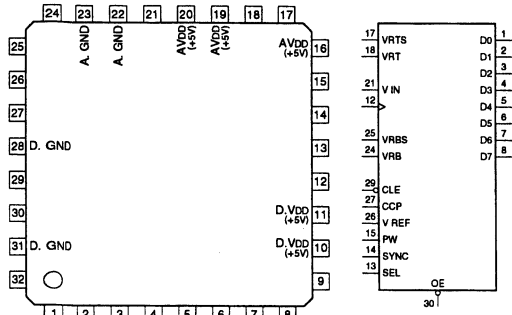 24 23 22 21 20 19 18 17
A. GND A. GND AVDD (+5V) AVDD (+5V)
25 AVDD (+5V) 16
26 15
27 14
28 D. GND 13
29 12
30 D.VDD (+5V) 11
31 D. GND D.VDD (+5V) 10
32 9
1 2 3 4 5 6 7 8
17 VRTS D0 1
18 VRT D1 2
D2 3
21 V IN D3 4
12 D4 5
D5 6
25 VRBS D6 7
24 VRB D7 8
29 CLE
27 CCP
26 V REF
15 PW
14 SYNC
13 SEL
OE
30